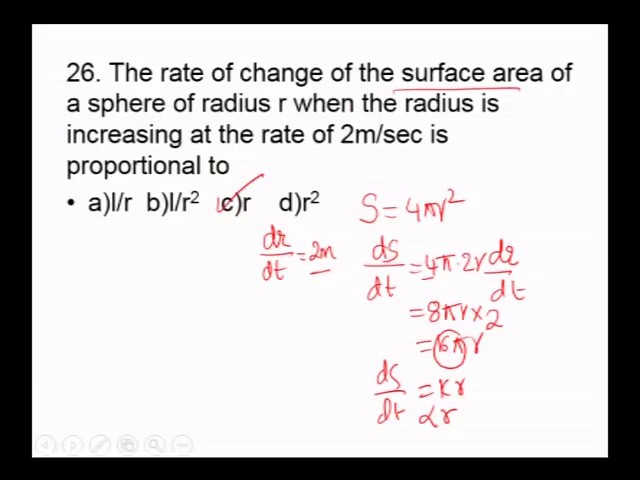 26. The rate of change of the surface area of
a sphere of radius r when the radius is
increasing at the rate of 2m/sec is
proportional to
• a)l/r b)l/r² c)r d)r²
S = 4πr²
dr/dt = 2m
dS/dt = 4π·2r dr/dt
= 8πr×2
= 16πr
dS/dt = Kr
∝ r